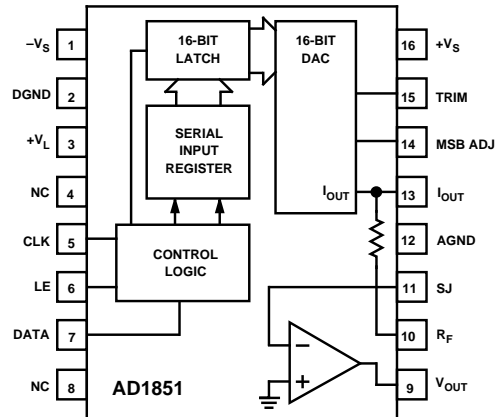 –VS 1
DGND 2
+VL 3
NC 4
CLK 5
LE 6
DATA 7
NC 8
16-BIT
LATCH
SERIAL
INPUT
REGISTER
CONTROL
LOGIC
16-BIT
DAC
IOUT
–
+
AD1851
16 +VS
15 TRIM
14 MSB ADJ
13 IOUT
12 AGND
11 SJ
10 RF
9 VOUT